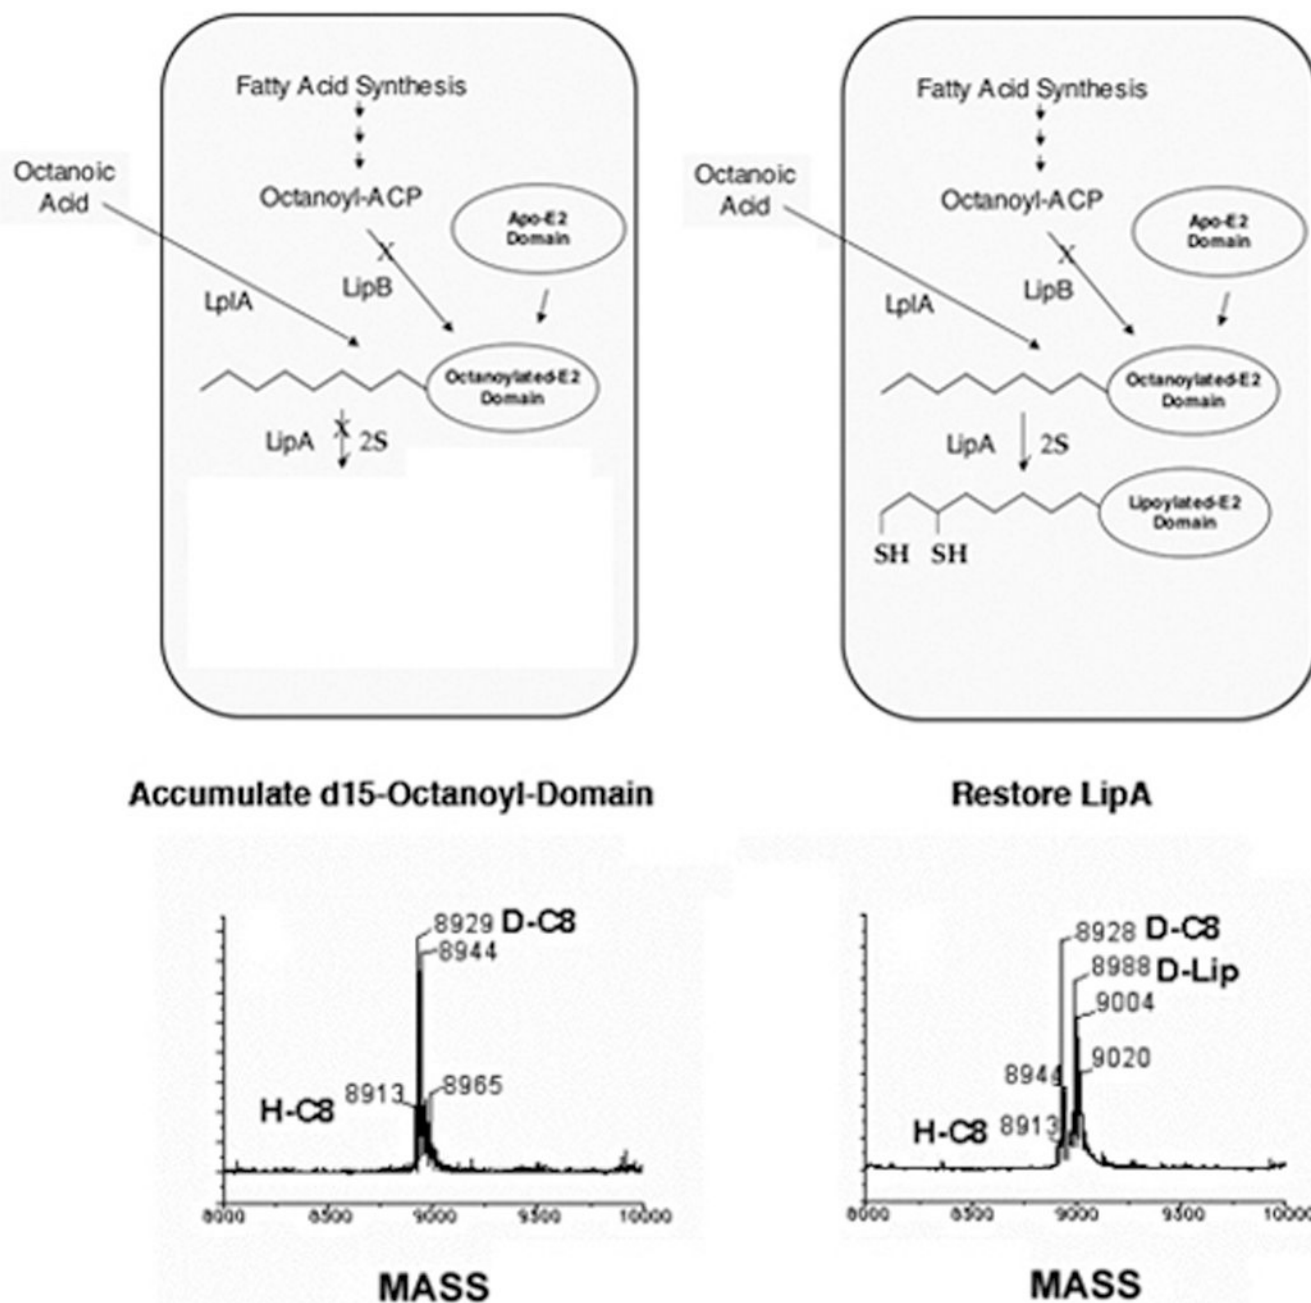 Fatty Acid Synthesis
Octanoic
Acid
Octanoyl-ACP
Apo-E2
Domain
X
LipB
LplA
Octanoylated-E2
Domain
LipA X 2S
Fatty Acid Synthesis
Octanoic
Acid
Octanoyl-ACP
Apo-E2
Domain
X
LipB
LplA
Octanoylated-E2
Domain
LipA 2S
Lipoylated-E2
Domain
SH SH
Accumulate d15-Octanoyl-Domain
8929 D-C8
8944
H-C8 8913 8965
8000 8500 9000 9500 10000
MASS
Restore LipA
8928 D-C8
8988 D-Lip
9004
8944 9020
H-C8 8913
8000 8500 9000 9500 10000
MASS